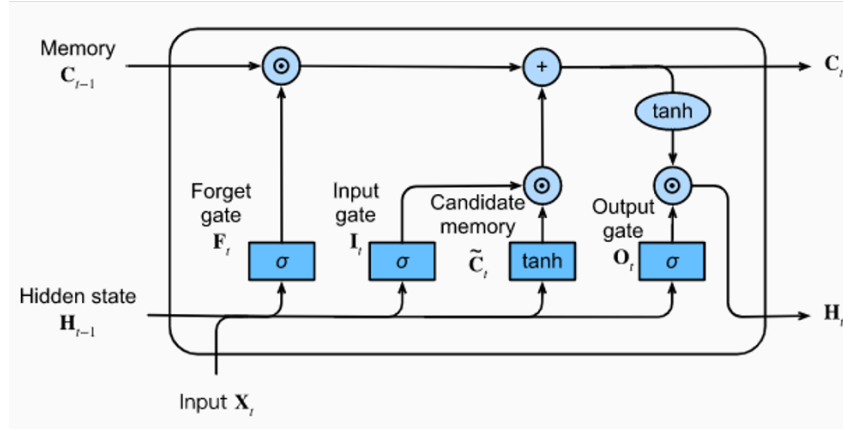 Memory
C_{t−1}
C_t
+
tanh
Forget
gate
F_t
Input
gate
I_t
Candidate
memory
C̃_t
Output
gate
O_t
σ
σ
tanh
σ
Hidden state
H_{t−1}
H_t
Input X_t